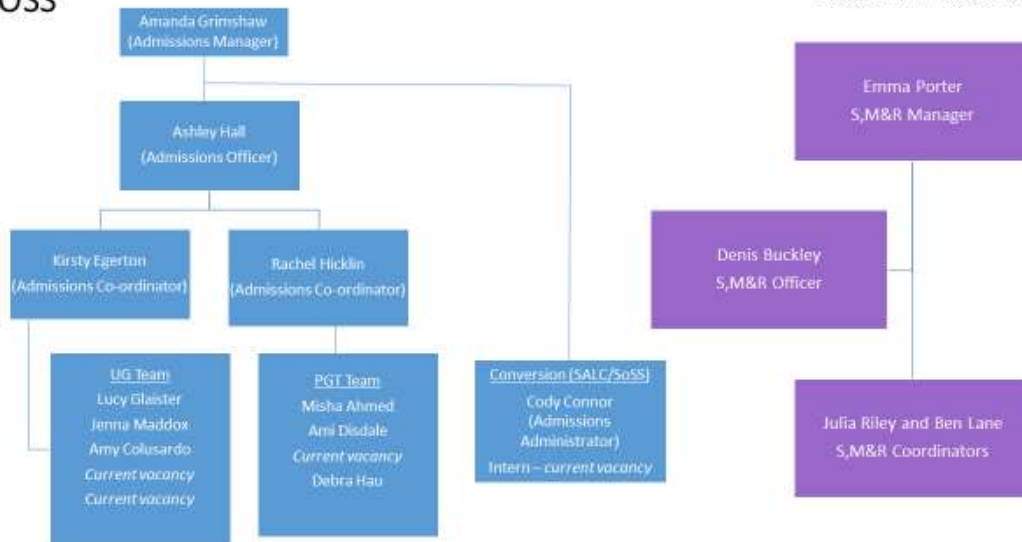 Amanda Grimshaw
(Admissions Manager)
Ashley Hall
(Admissions Officer)
Kirsty Egerton
(Admissions Co-ordinator)
Rachel Hicklin
(Admissions Co-ordinator)
UG Team
Lucy Glaister
Jenna Maddox
Amy Colusardo
Current vacancy
Current vacancy
PGT Team
Misha Ahmed
Ami Disdale
Current vacancy
Debra Hau
Conversion (SALC/SoSS)
Cody Connor
(Admissions
Administrator)
Intern – current vacancy
Emma Porter
S,M&R Manager
Denis Buckley
S,M&R Officer
Julia Riley and Ben Lane
S,M&R Coordinators